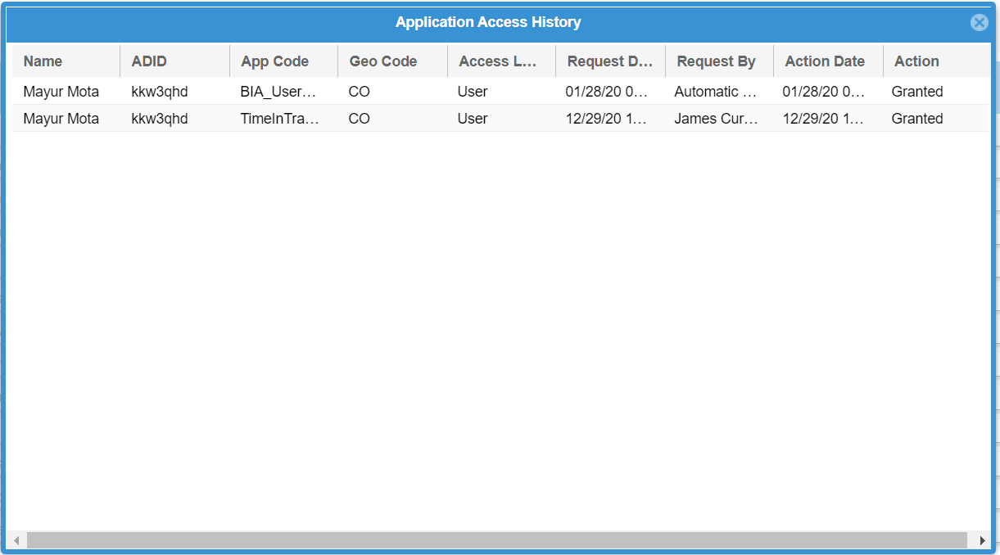 Application Access History
Name ADID App Code Geo Code Access L... Request D... Request By Action Date Action
Mayur Mota kkw3qhd BIA_User... CO User 01/28/20 0... Automatic ... 01/28/20 0... Granted
Mayur Mota kkw3qhd TimeInTra... CO User 12/29/20 1... James Cur... 12/29/20 1... Granted